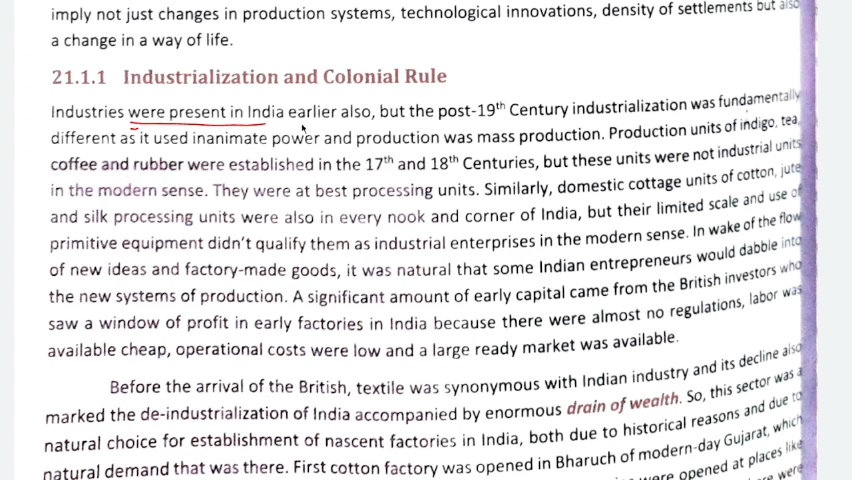 imply not just changes in production systems, technological innovations, density of settlements but also
a change in a way of life.
21.1.1 Industrialization and Colonial Rule
Industries were present in India earlier also, but the post-19th Century industrialization was fundamentally
different as it used inanimate power and production was mass production. Production units of indigo, tea,
coffee and rubber were established in the 17th and 18th Centuries, but these units were not industrial units
in the modern sense. They were at best processing units. Similarly, domestic cottage units of cotton, jute
and silk processing units were also in every nook and corner of India, but their limited scale and use of
primitive equipment didn't qualify them as industrial enterprises in the modern sense. In wake of the flow
of new ideas and factory-made goods, it was natural that some Indian entrepreneurs would dabble into
the new systems of production. A significant amount of early capital came from the British investors who
saw a window of profit in early factories in India because there were almost no regulations, labor was
available cheap, operational costs were low and a large ready market was available.
Before the arrival of the British, textile was synonymous with Indian industry and its decline also
marked the de-industrialization of India accompanied by enormous drain of wealth. So, this sector was a
natural choice for establishment of nascent factories in India, both due to historical reasons and due to
natural demand that was there. First cotton factory was opened in Bharuch of modern-day Gujarat, which
were opened at places like
were